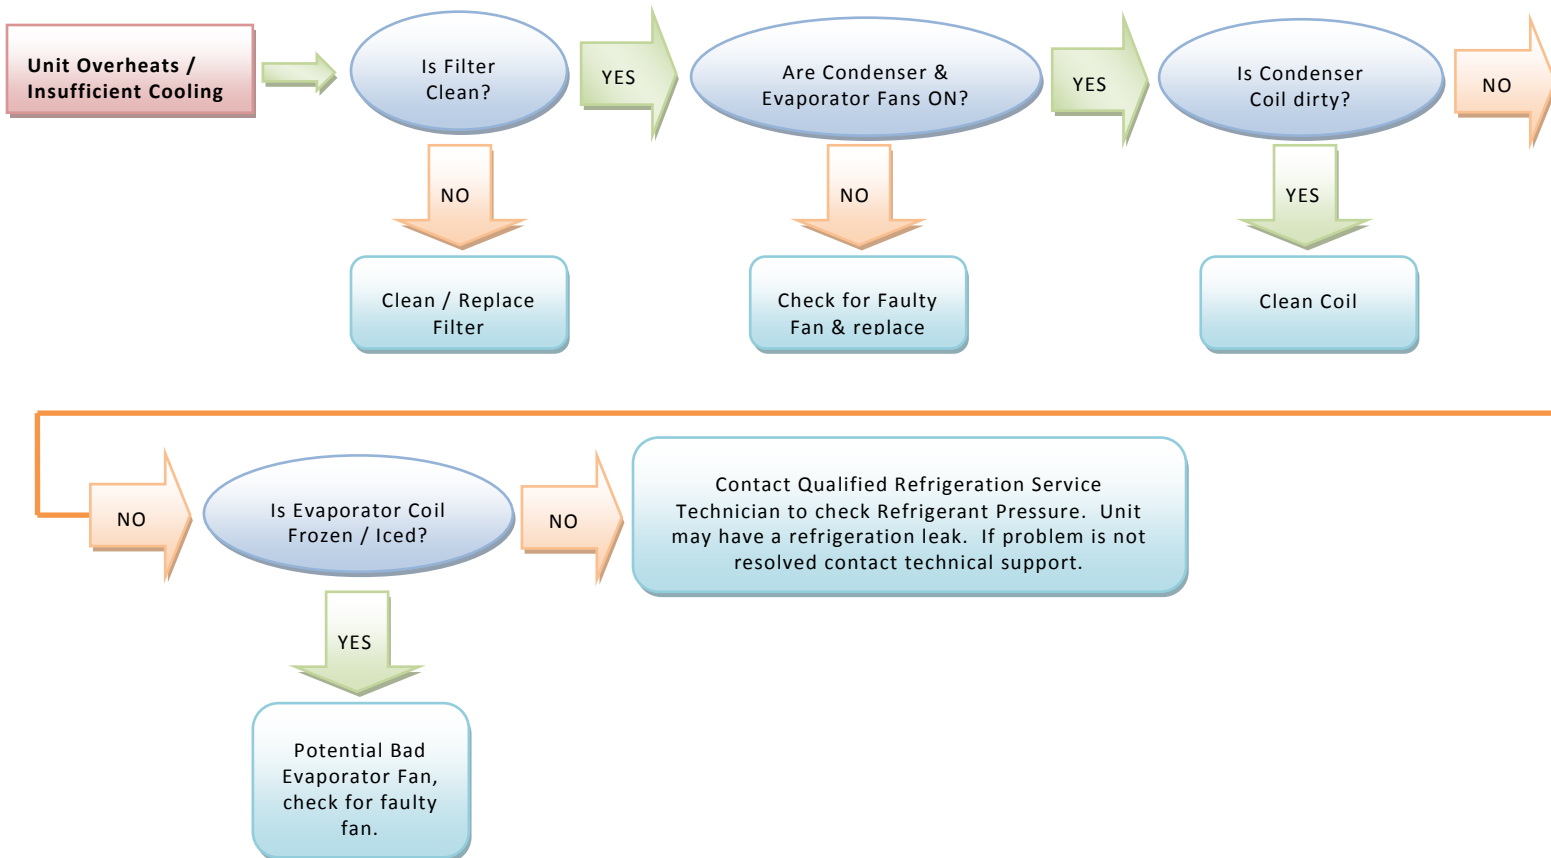 Unit Overheats /
Insufficient Cooling
Is Filter
Clean?
YES
Are Condenser &
Evaporator Fans ON?
YES
Is Condenser
Coil dirty?
NO
NO
NO
YES
Clean / Replace
Filter
Check for Faulty
Fan & replace
Clean Coil
NO
Is Evaporator Coil
Frozen / Iced?
NO
Contact Qualified Refrigeration Service
Technician to check Refrigerant Pressure.  Unit
may have a refrigeration leak.  If problem is not
resolved contact technical support.
YES
Potential Bad
Evaporator Fan,
check for faulty
fan.